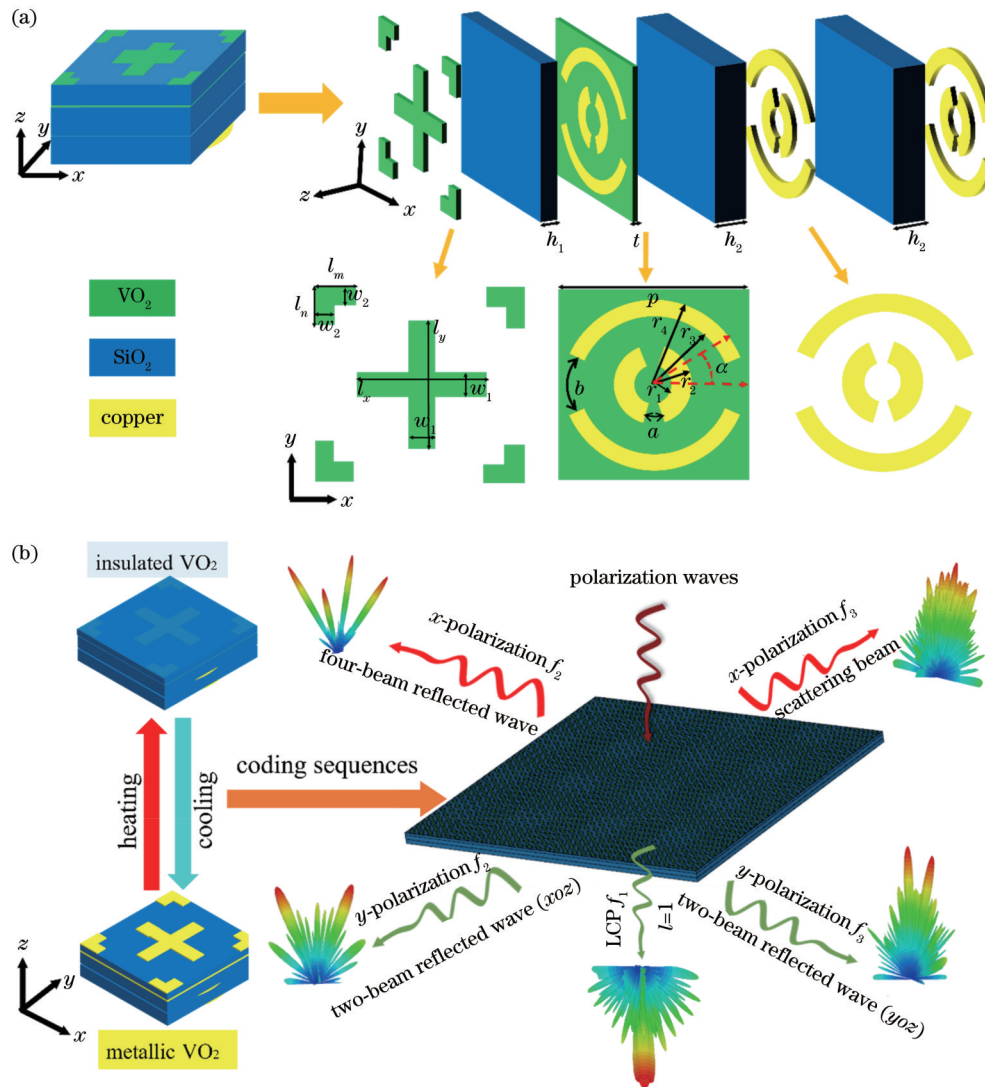 (a)
z
y
x
y
z
x
h₁
t
h₂
h₂
VO₂
SiO₂
copper
lₘ
lₙ
w₂
w₂
l_y
lₓ
w₁
w₁
y
x
p
r₄
r₃
α
r₂
r₁
b
a
(b)
insulated VO₂
heating
cooling
coding sequences
z
y
x
metallic VO₂
polarization waves
x-polarization f₂
four-beam reflected wave
x-polarization f₃
scattering beam
y-polarization f₂
two-beam reflected wave (xoz)
LCP f₁
l=1
y-polarization f₃
two-beam reflected wave (yoz)